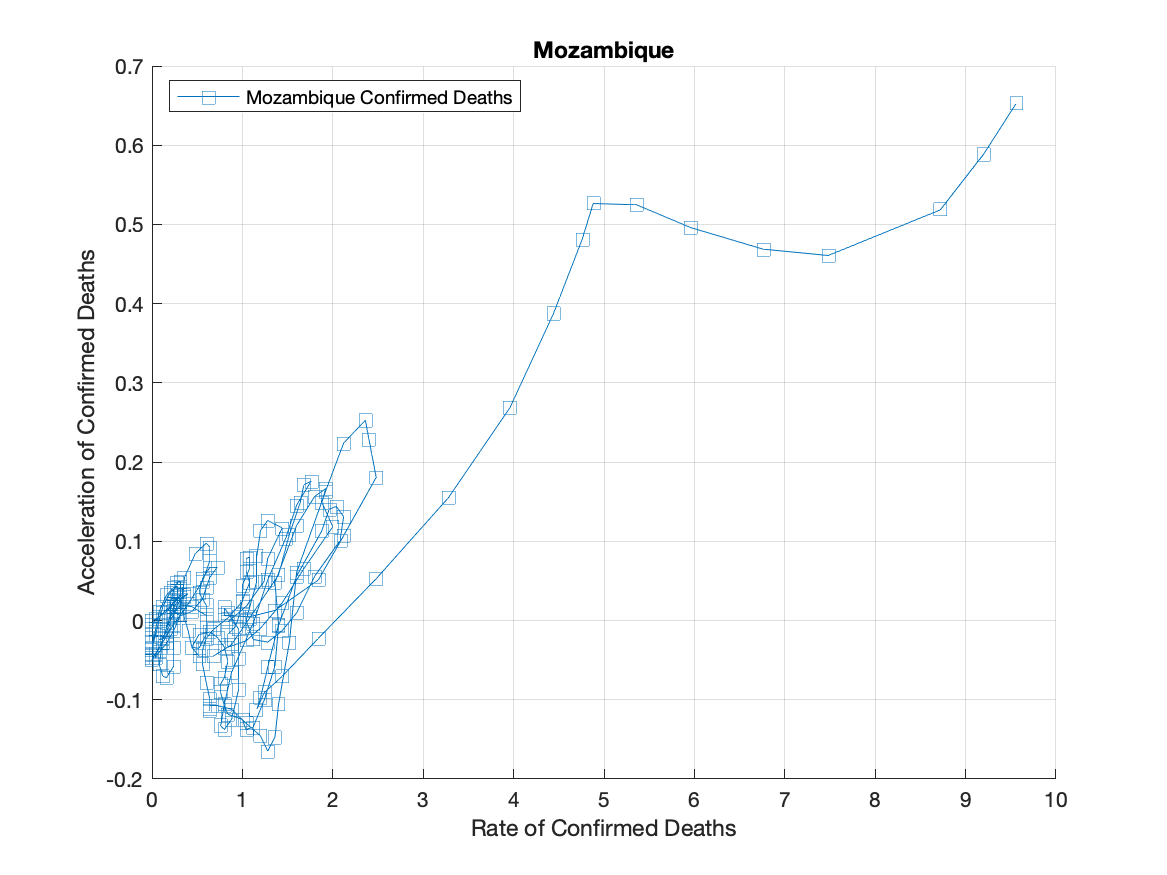 Mozambique
Mozambique Confirmed Deaths
Acceleration of Confirmed Deaths
0.7
0.6
0.5
0.4
0.3
0.2
0.1
0
-0.1
-0.2
0 1 2 3 4 5 6 7 8 9 10
Rate of Confirmed Deaths